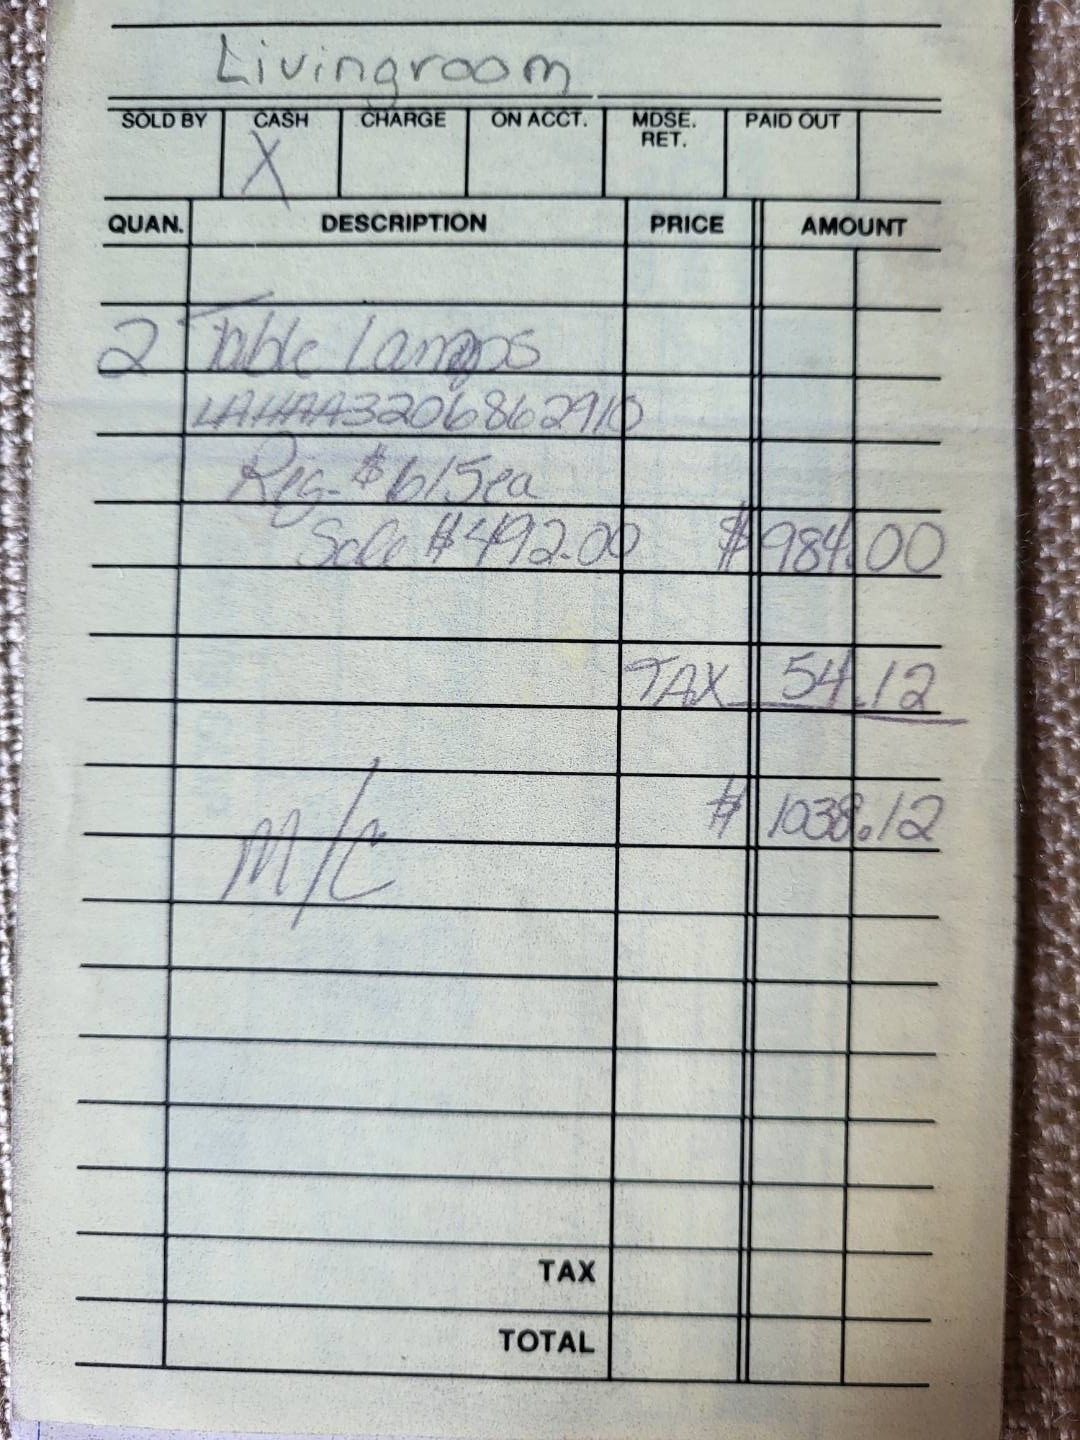 Livingroom
SOLD BY CASH CHARGE ON ACCT. MDSE. RET. PAID OUT
X
QUAN. DESCRIPTION PRICE AMOUNT
2 Table Lamps
3206862910
Reg. $615ea
Sale $492.00 $984.00
TAX 54.12
$1038.12
M/C
TAX
TOTAL